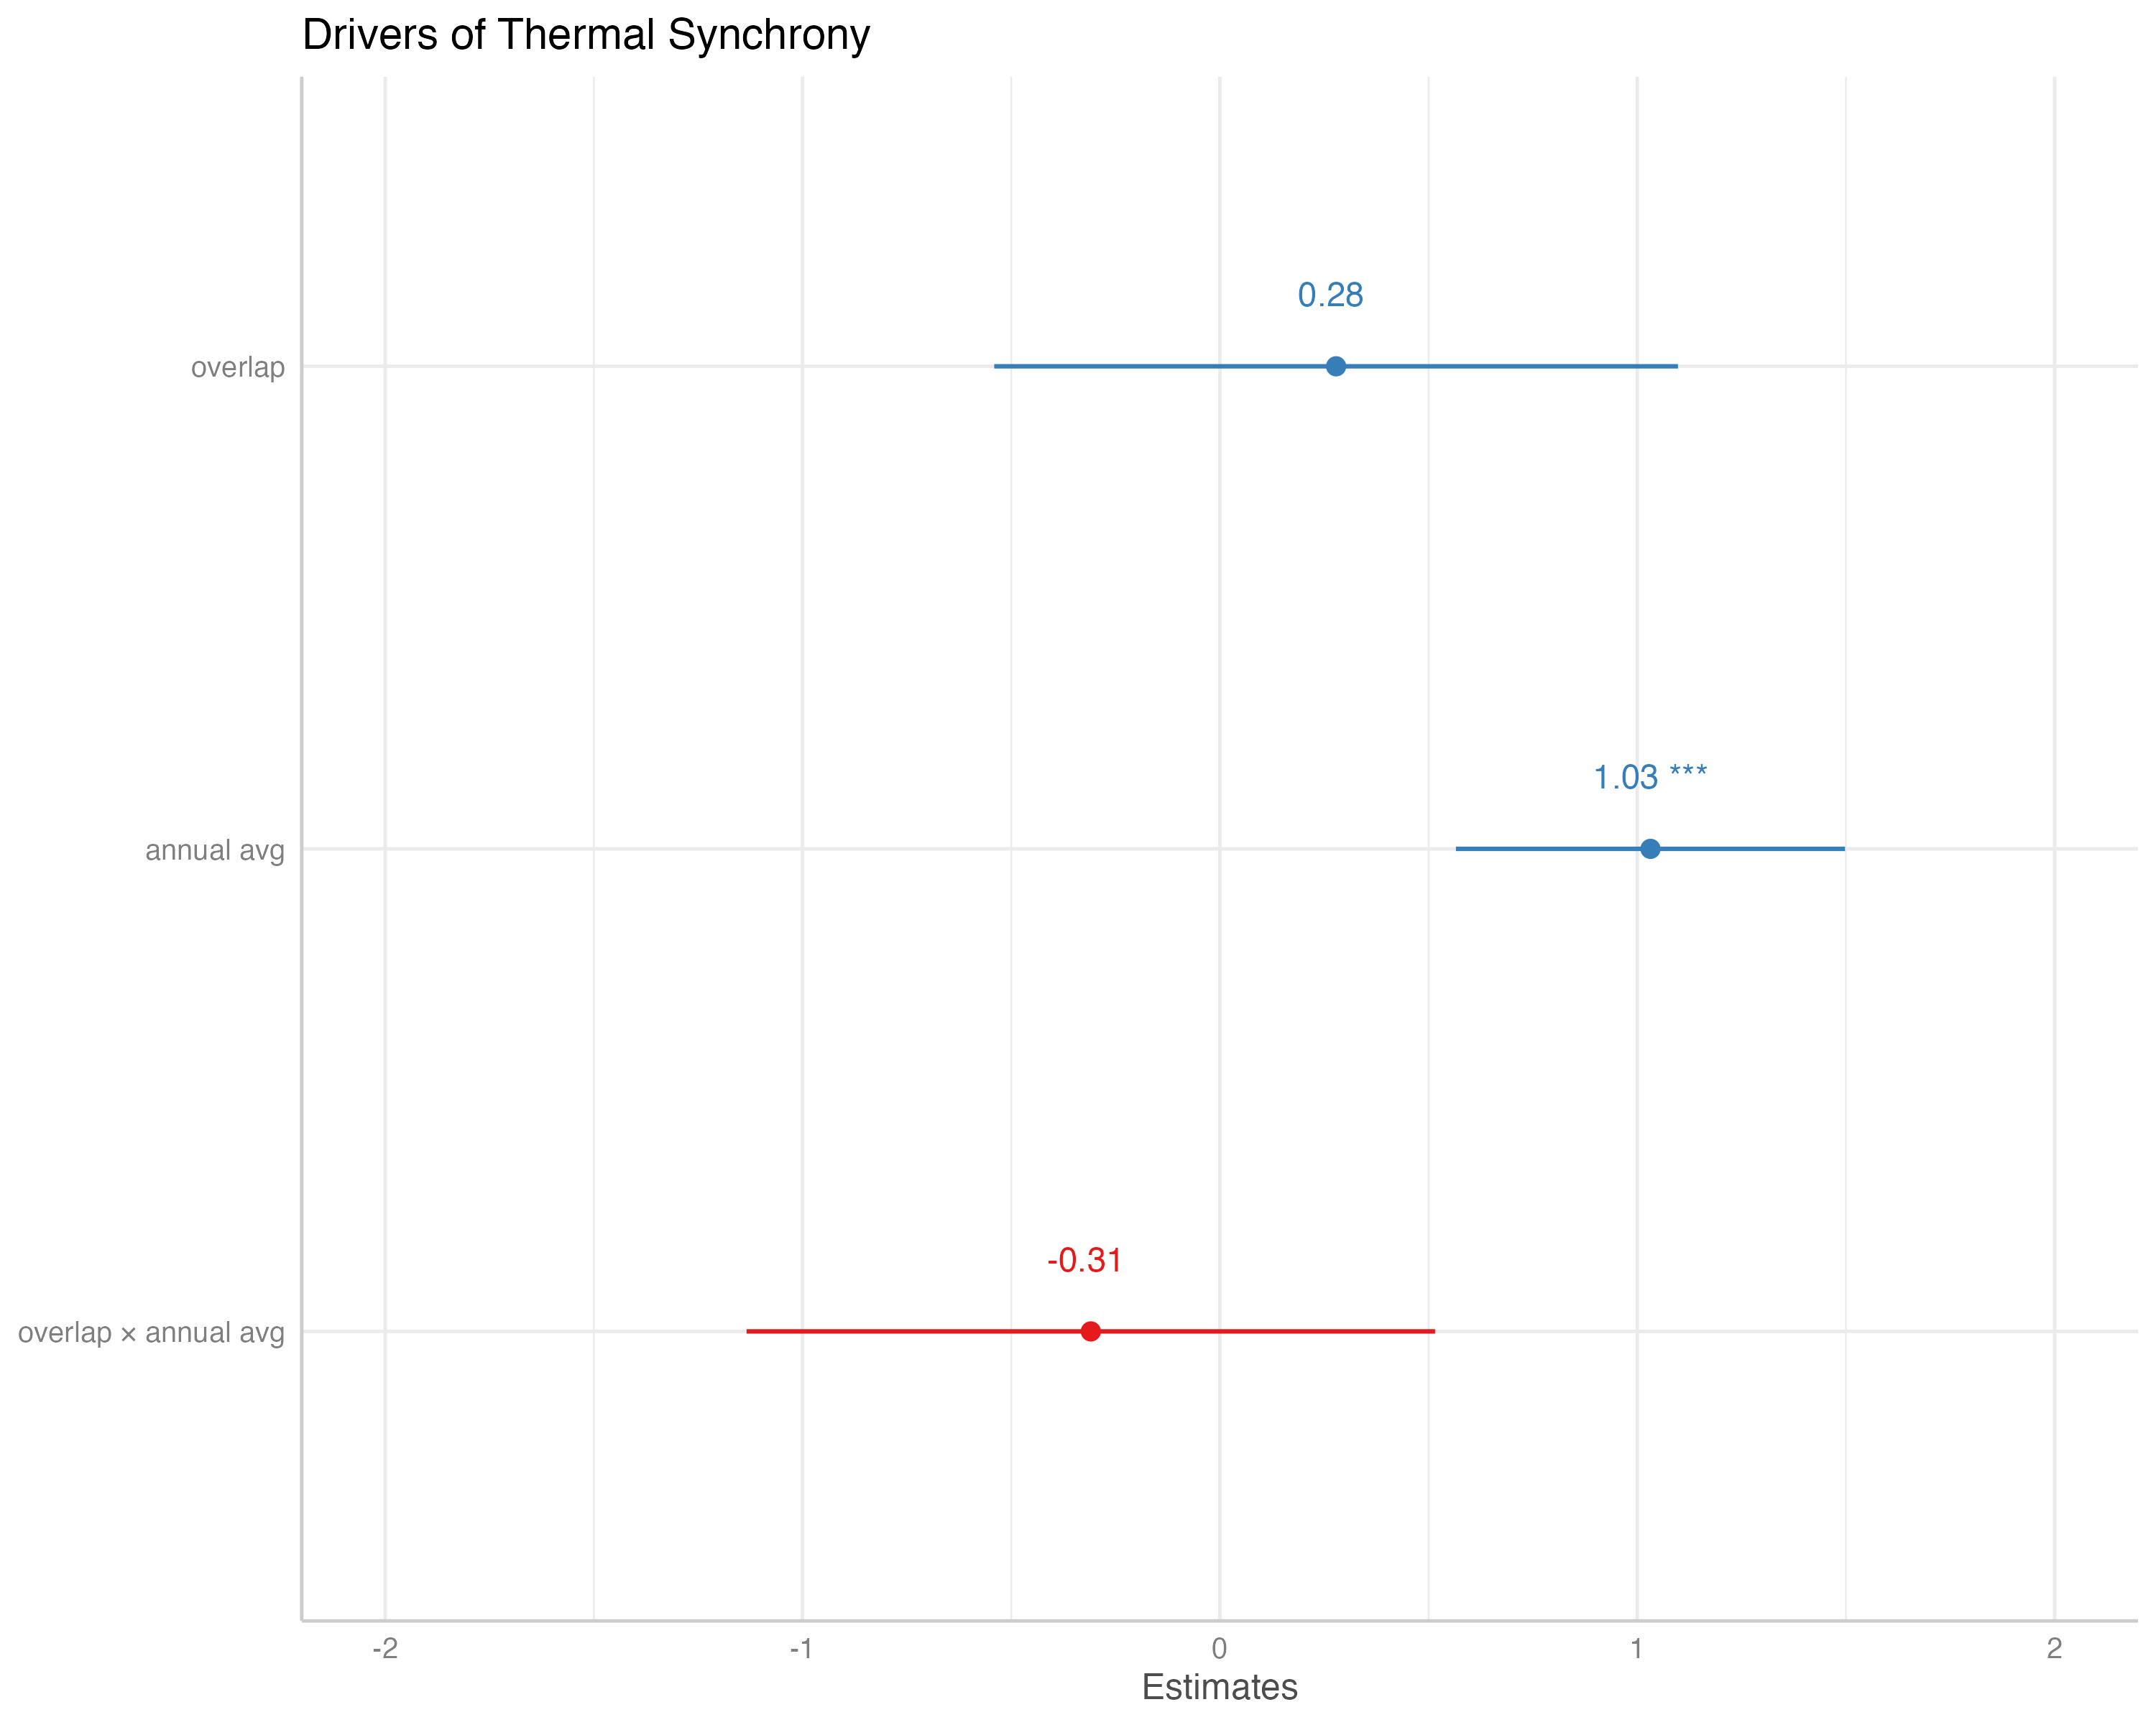 Drivers of Thermal Synchrony
0.28
overlap
1.03 ***
annual avg
-0.31
overlap × annual avg
-2 -1 0 1 2
Estimates